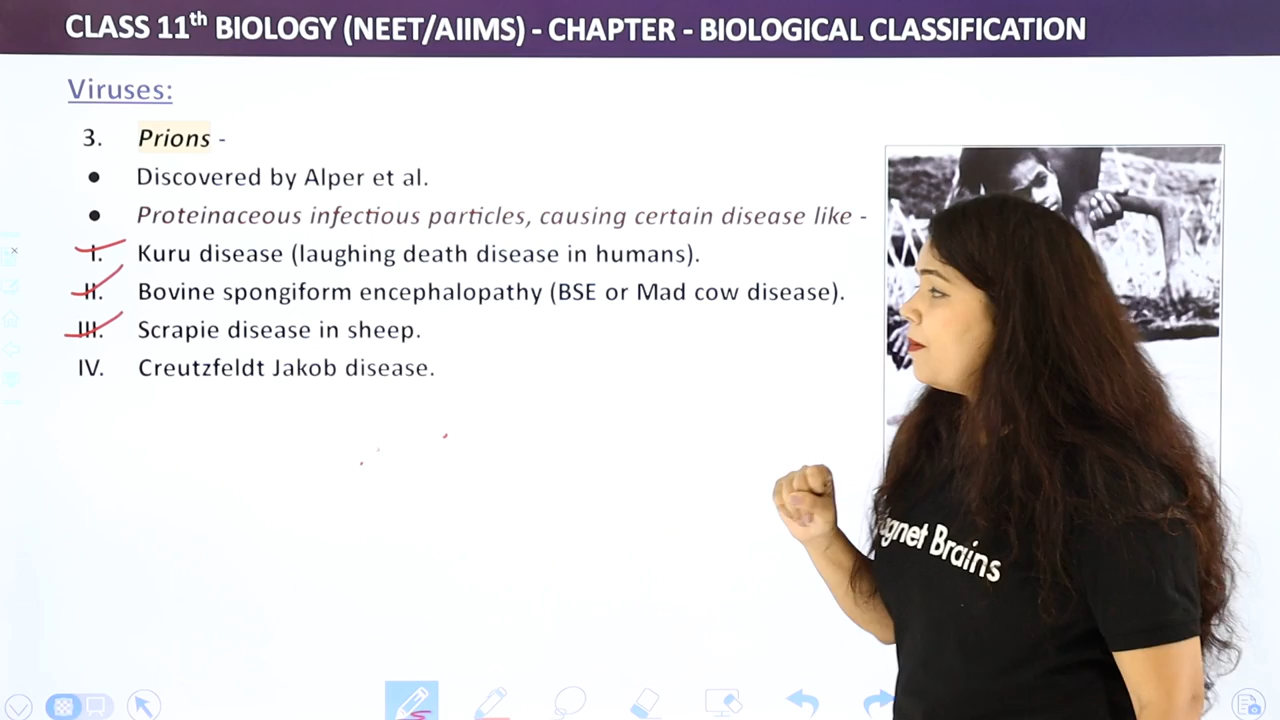 CLASS 11th BIOLOGY (NEET/AIIMS) - CHAPTER - BIOLOGICAL CLASSIFICATION
Viruses:
3. Prions -
● Discovered by Alper et al.
● Proteinaceous infectious particles, causing certain disease like -
I. Kuru disease (laughing death disease in humans).
II. Bovine spongiform encephalopathy (BSE or Mad cow disease).
III. Scrapie disease in sheep.
IV. Creutzfeldt Jakob disease.
Brains